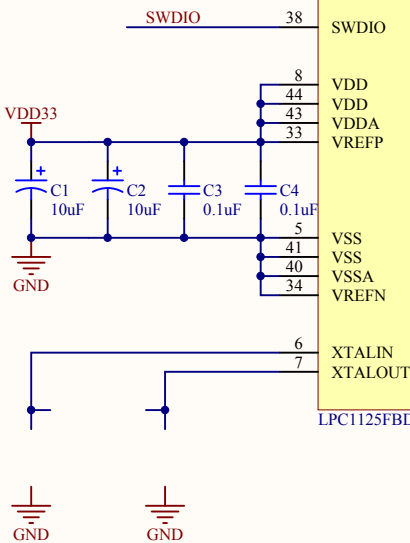 SWDIO 38 SWDIO
8 VDD
44 VDD
43 VDDA
VDD33 33 VREFP
+ C1 10uF
+ C2 10uF
C3 0.1uF
C4 0.1uF
5 VSS
41 VSS
40 VSSA
34 VREFN
GND
6 XTALIN
7 XTALOUT
LPC1125FBD
GND GND